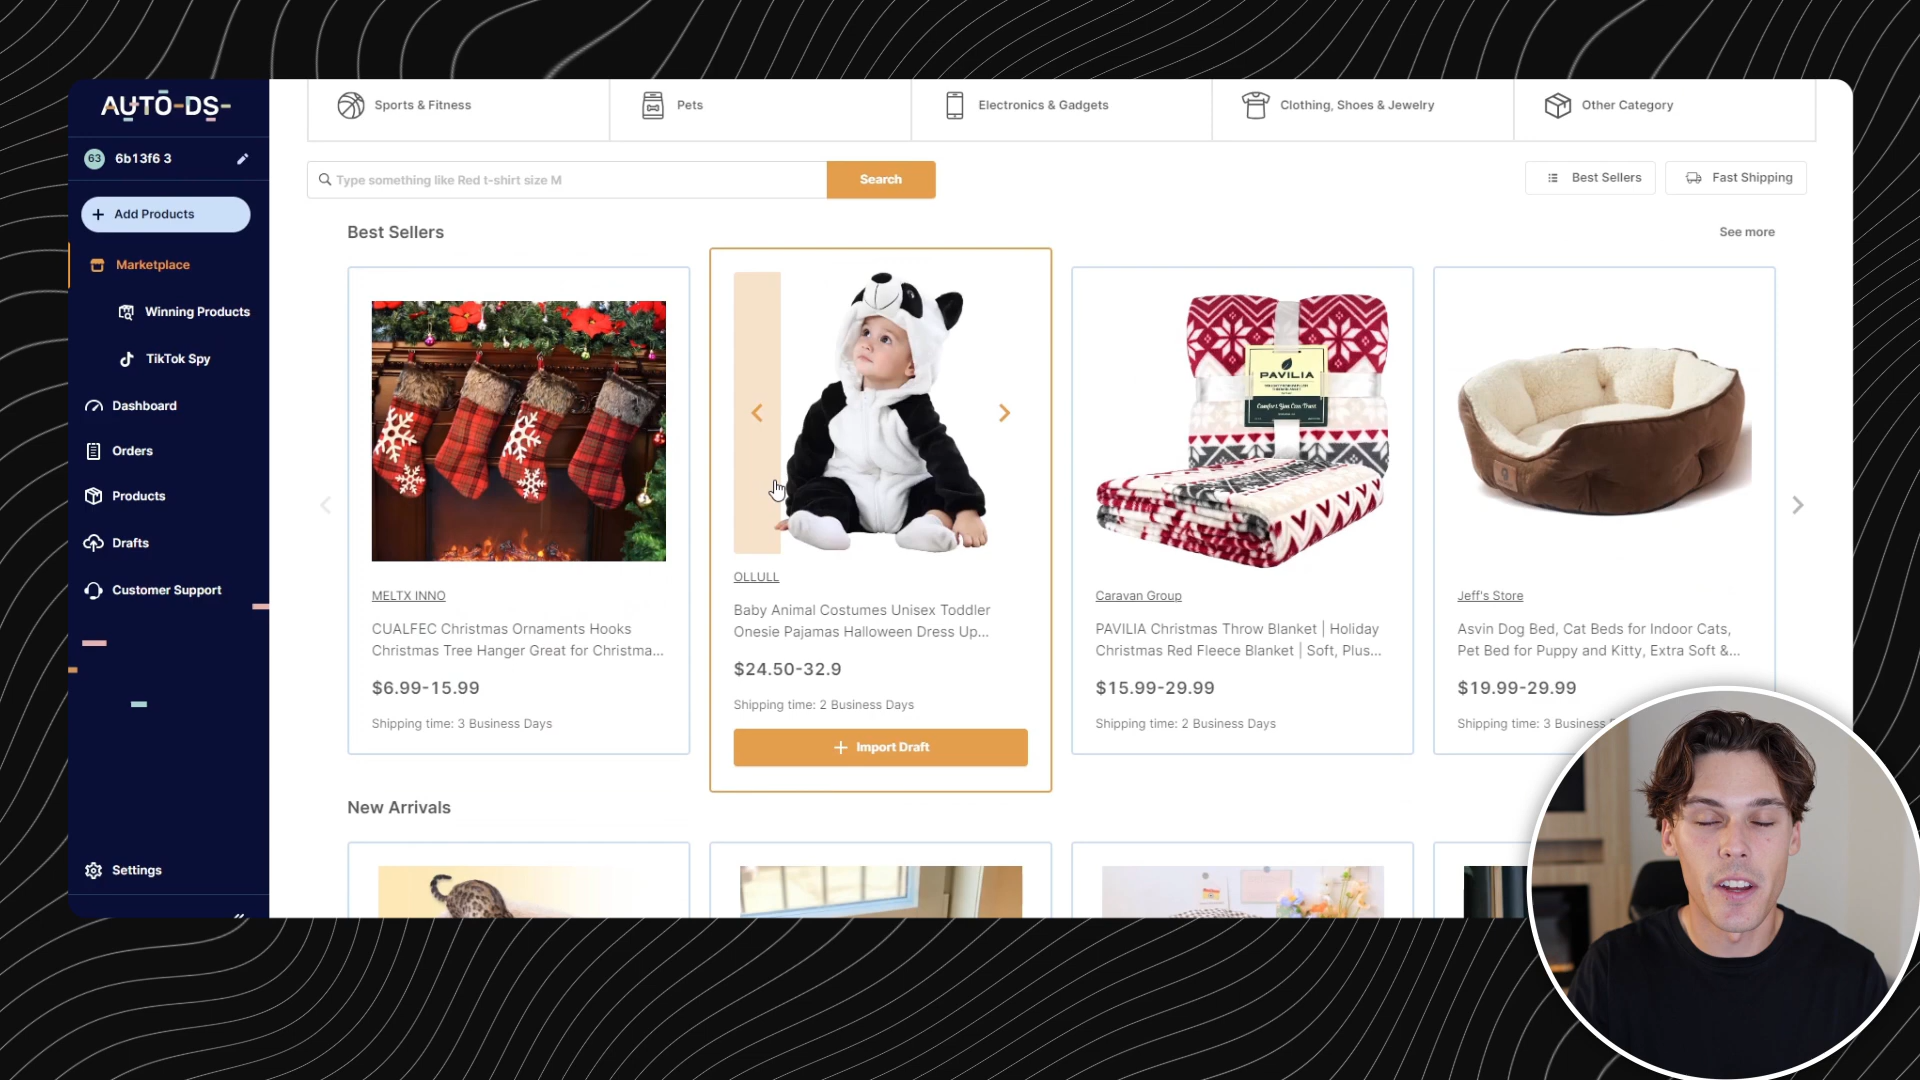 AUTO-DS-
63 6b13f6 3
Add Products
Marketplace
Winning Products
TikTok Spy
Dashboard
Orders
Products
Drafts
Customer Support
Settings
Sports & Fitness
Pets
Electronics & Gadgets
Clothing, Shoes & Jewelry
Other Category
Type something like Red t-shirt size M
Search
Best Sellers
Fast Shipping
Best Sellers
See more
MELTX INNO
CUALFEC Christmas Ornaments Hooks
Christmas Tree Hanger Great for Christma...
$6.99-15.99
Shipping time: 3 Business Days
OLLULL
Baby Animal Costumes Unisex Toddler
Onesie Pajamas Halloween Dress Up...
$24.50-32.9
Shipping time: 2 Business Days
Import Draft
PAVILIA
Caravan Group
PAVILIA Christmas Throw Blanket | Holiday
Christmas Red Fleece Blanket | Soft, Plus...
$15.99-29.99
Shipping time: 2 Business Days
Jeff's Store
Asvin Dog Bed, Cat Beds for Indoor Cats,
Pet Bed for Puppy and Kitty, Extra Soft &...
$19.99-29.99
Shipping time: 3 Business
New Arrivals